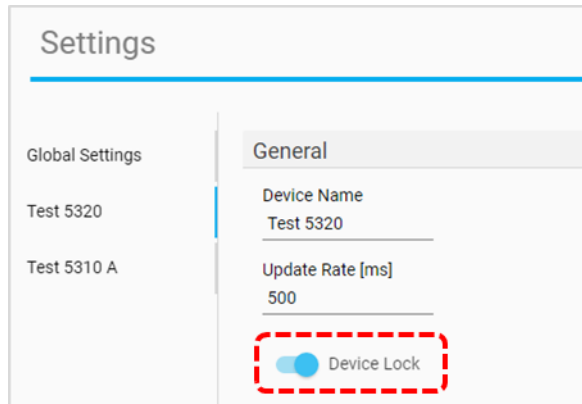 Settings
Global Settings
Test 5320
Test 5310 A
General
Device Name
Test 5320
Update Rate [ms]
500
Device Lock